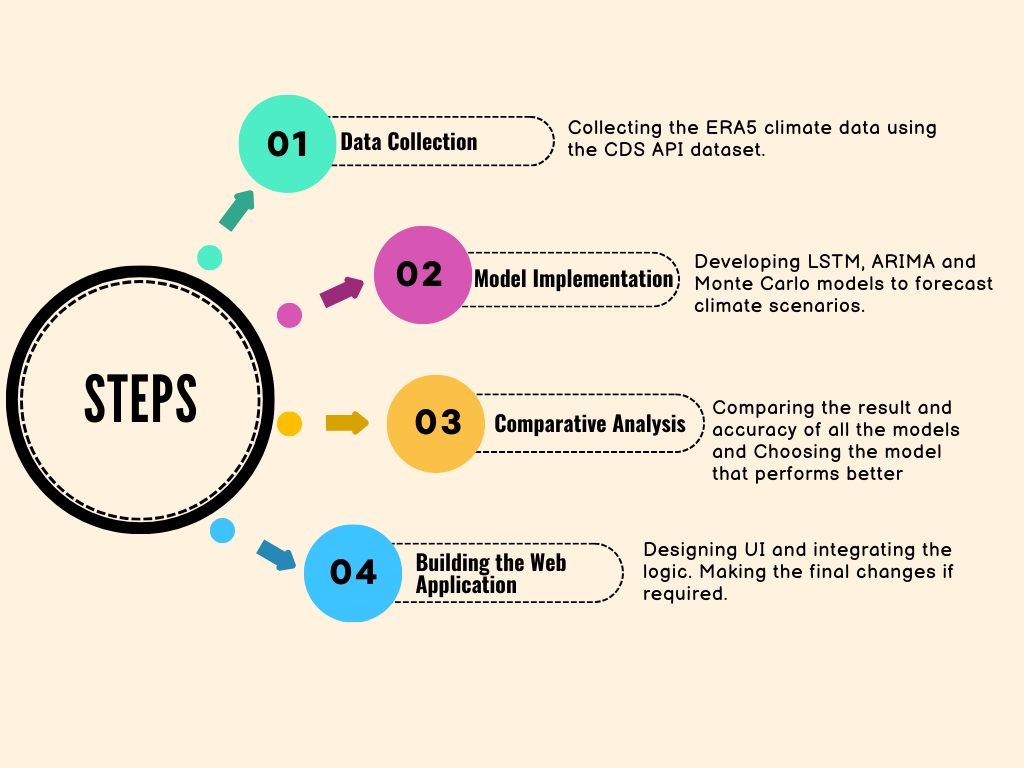 STEPS
01
Data Collection
Collecting the ERA5 climate data using
the CDS API dataset.
02
Model Implementation
Developing LSTM, ARIMA and
Monte Carlo models to forecast
climate scenarios.
03
Comparative Analysis
Comparing the result and
accuracy of all the models
and Choosing the model
that performs better
04
Building the Web
Application
Designing UI and integrating the
logic. Making the final changes if
required.